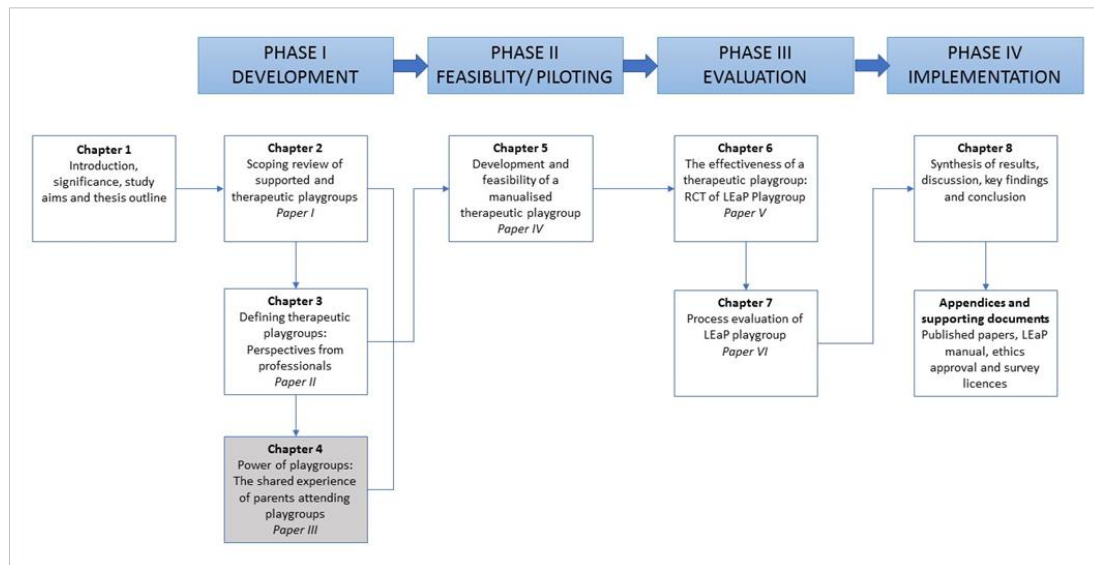 PHASE I
DEVELOPMENT
PHASE II
FEASIBLITY/ PILOTING
PHASE III
EVALUATION
PHASE IV
IMPLEMENTATION
Chapter 1
Introduction,
significance, study
aims and thesis outline
Chapter 2
Scoping review of
supported and
therapeutic playgroups
Paper I
Chapter 3
Defining therapeutic
playgroups:
Perspectives from
professionals
Paper II
Chapter 4
Power of playgroups:
The shared experience
of parents attending
playgroups
Paper III
Chapter 5
Development and
feasibility of a
manualised
therapeutic playgroup
Paper IV
Chapter 6
The effectiveness of a
therapeutic playgroup:
RCT of LEaP Playgroup
Paper V
Chapter 7
Process evaluation of
LEaP playgroup
Paper VI
Chapter 8
Synthesis of results,
discussion, key findings
and conclusion
Appendices and
supporting documents
Published papers, LEaP
manual, ethics
approval and survey
licences